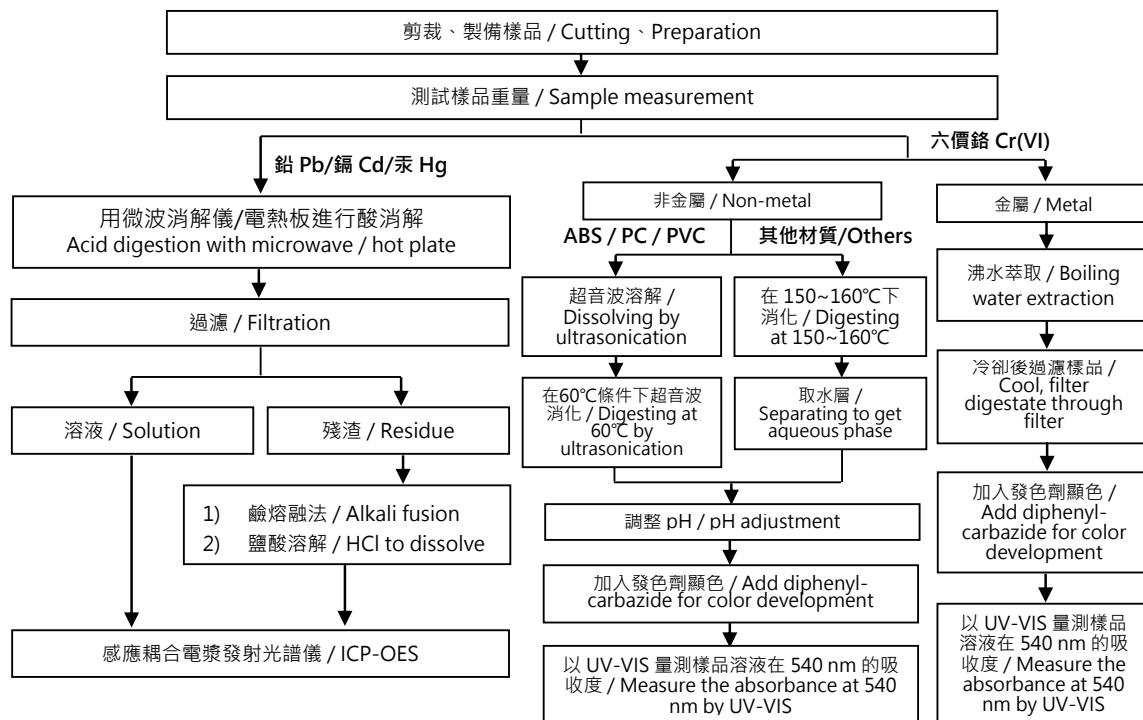 剪裁、製備樣品 / Cutting、Preparation
測試樣品重量 / Sample measurement
鉛 Pb/鎘 Cd/汞 Hg
六價鉻 Cr(VI)
用微波消解儀/電熱板進行酸消解
Acid digestion with microwave / hot plate
過濾 / Filtration
溶液 / Solution
殘渣 / Residue
1) 鹼熔融法 / Alkali fusion
2) 鹽酸溶解 / HCl to dissolve
感應耦合電漿發射光譜儀 / ICP-OES
非金屬 / Non-metal
ABS / PC / PVC
其他材質/Others
超音波溶解 /
Dissolving by
ultrasonication
在 150~160℃下
消化 / Digesting
at 150~160℃
在60℃條件下超音波
消化 / Digesting at
60℃ by
ultrasonication
取水層 /
Separating to get
aqueous phase
調整 pH / pH adjustment
加入發色劑顯色 / Add diphenyl-
carbazide for color development
以 UV-VIS 量測樣品溶液在 540 nm 的吸
收度 / Measure the absorbance at 540
nm by UV-VIS
金屬 / Metal
沸水萃取 / Boiling
water extraction
冷卻後過濾樣品 /
Cool, filter
digestate through
filter
加入發色劑顯色 /
Add diphenyl-
carbazide for color
development
以 UV-VIS 量測樣品
溶液在 540 nm 的吸
收度 / Measure the
absorbance at 540
nm by UV-VIS